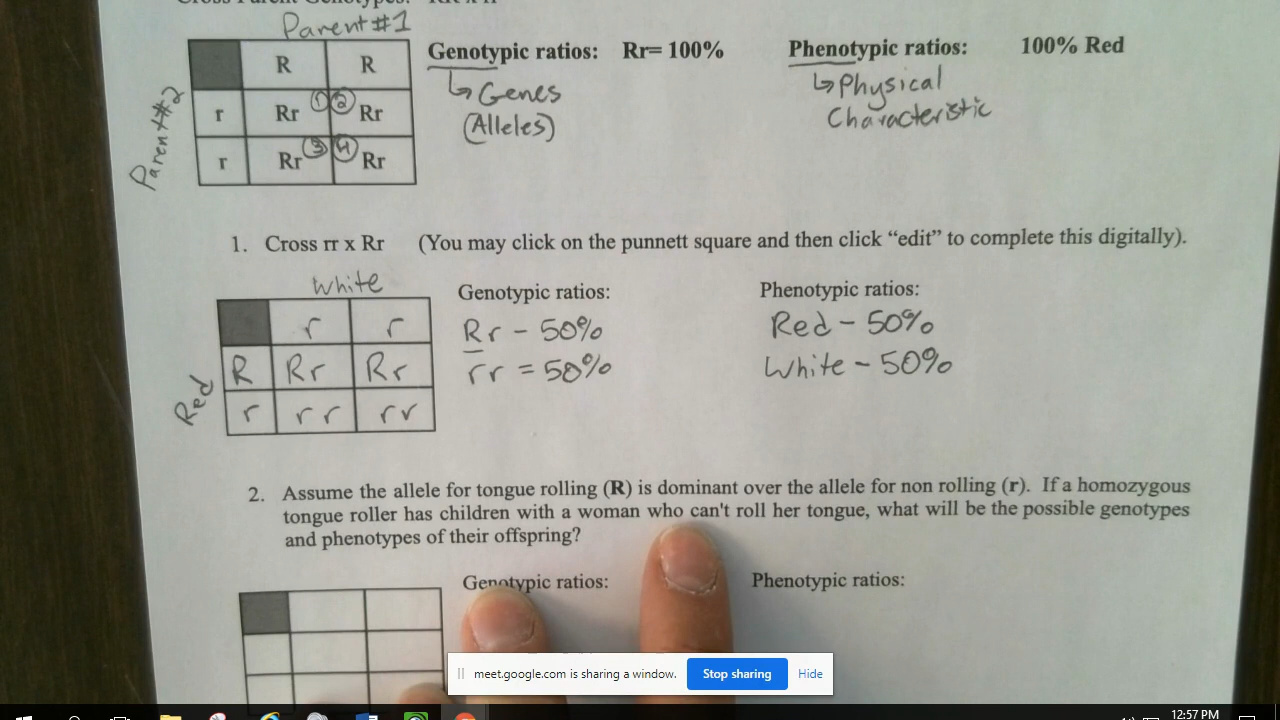 Parent#1
Genotypic ratios: Rr= 100%
Phenotypic ratios: 100% Red
R R
↳ Genes
(Alleles)
↳ Physical
Characteristic
Parent#2
r Rr ① ② Rr
r Rr ③ ④ Rr
1. Cross rr x Rr (You may click on the punnett square and then click “edit” to complete this digitally).
White
Genotypic ratios:
Phenotypic ratios:
r r
Rr - 50%
Red - 50%
Red
R Rr Rr
rr = 50%
White - 50%
r rr rr
2. Assume the allele for tongue rolling (R) is dominant over the allele for non rolling (r). If a homozygous
tongue roller has children with a woman who can't roll her tongue, what will be the possible genotypes
and phenotypes of their offspring?
Genotypic ratios:
Phenotypic ratios:
meet.google.com is sharing a window. Stop sharing Hide
12:57 PM